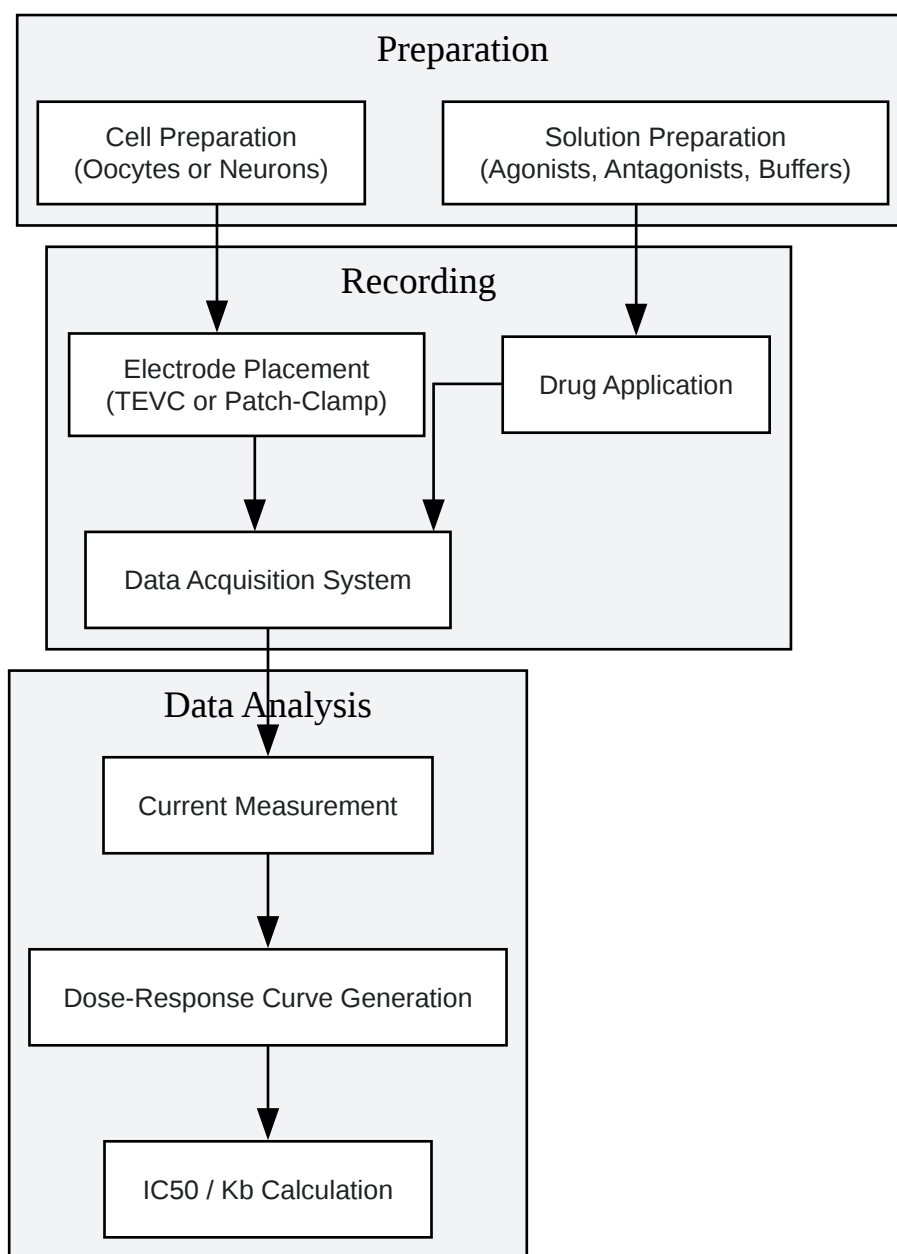 Preparation
Cell Preparation
(Oocytes or Neurons)
Solution Preparation
(Agonists, Antagonists, Buffers)
Recording
Electrode Placement
(TEVC or Patch-Clamp)
Drug Application
Data Acquisition System
Data Analysis
Current Measurement
Dose-Response Curve Generation
IC50 / Kb Calculation